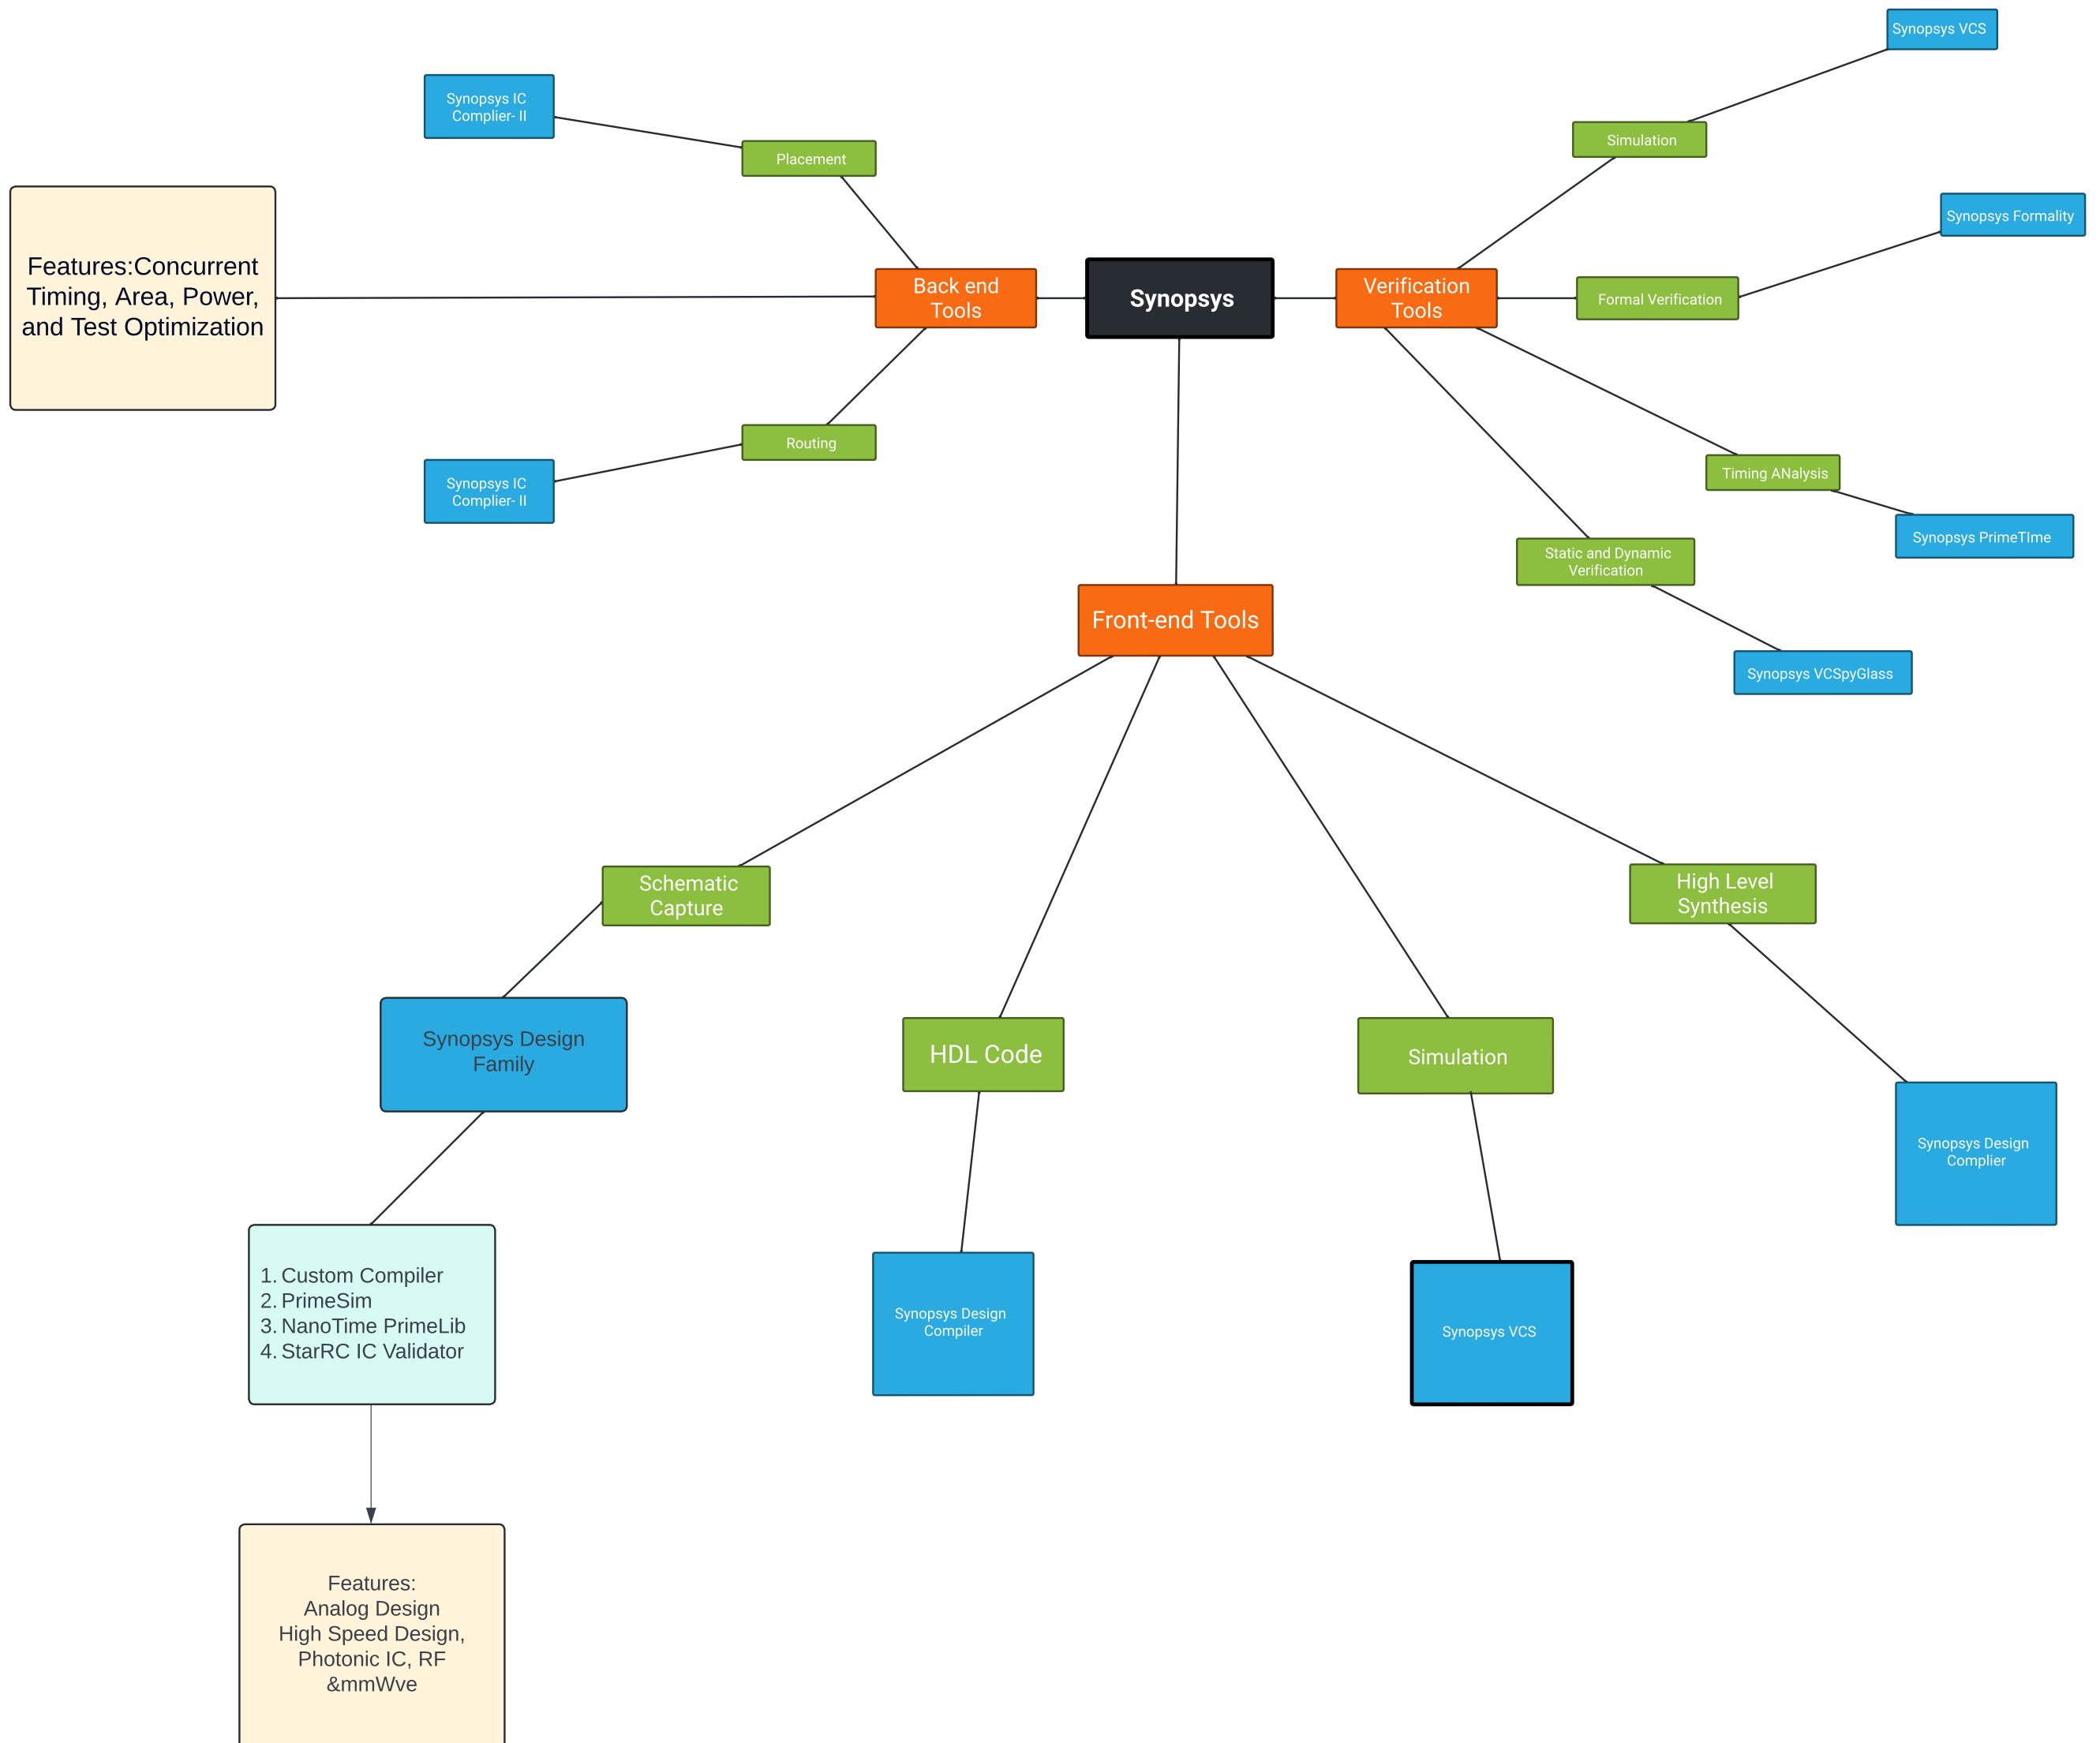 Synopsys VCS
Synopsys IC
Complier- II
Simulation
Placement
Synopsys Formality
Features:Concurrent
Timing, Area, Power,
and Test Optimization
Back end
Tools
Synopsys
Verification
Tools
Formal Verification
Routing
Timing ANalysis
Synopsys IC
Complier- II
Synopsys PrimeTIme
Static and Dynamic
Verification
Front-end Tools
Synopsys VCSpyGlass
Schematic
Capture
High Level
Synthesis
Synopsys Design
Family
HDL Code
Simulation
Synopsys Design
Complier
1. Custom Compiler
2. PrimeSim
3. NanoTime PrimeLib
4. StarRC IC Validator
Synopsys Design
Compiler
Synopsys VCS
Features:
Analog Design
High Speed Design,
Photonic IC, RF
&mmWve